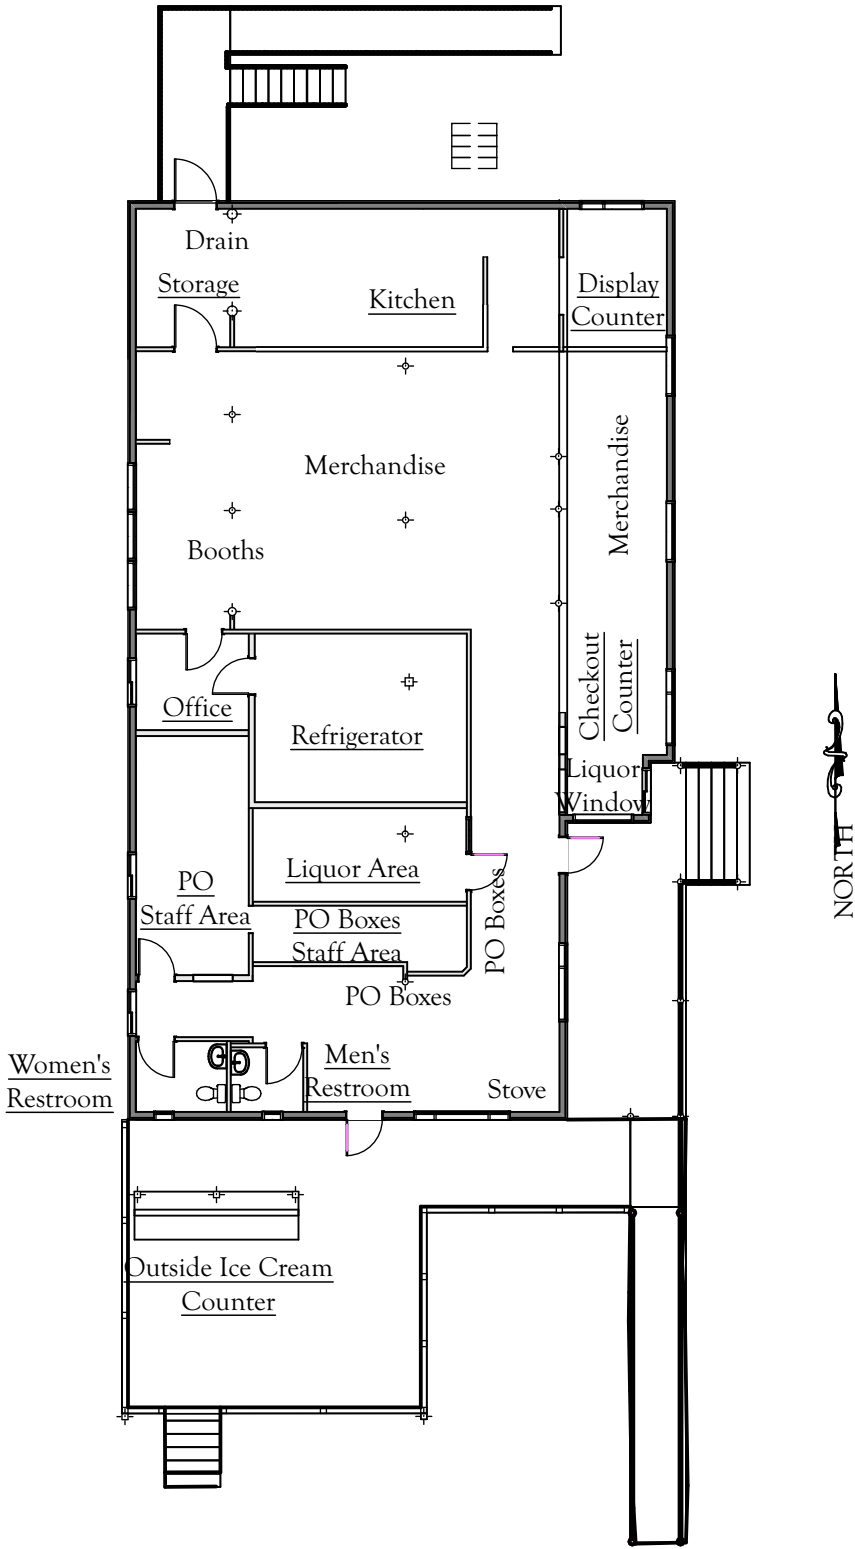 Drain
Storage
Kitchen
Display
Counter
Merchandise
Merchandise
Booths
Checkout
Counter
Office
Refrigerator
Liquor
Window
NORTH
Liquor Area
PO
Staff Area
PO Boxes
Staff Area
PO Boxes
PO Boxes
Women's
Restroom
Men's
Restroom
Stove
Outside Ice Cream
Counter